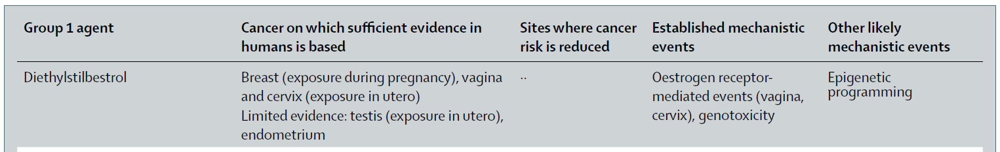 Group 1 agent
Cancer on which sufficient evidence in
humans is based
Sites where cancer
risk is reduced
Established mechanistic
events
Other likely
mechanistic events
Diethylstilbestrol
Breast (exposure during pregnancy), vagina
and cervix (exposure in utero)
Limited evidence: testis (exposure in utero),
endometrium
··
Oestrogen receptor-
mediated events (vagina,
cervix), genotoxicity
Epigenetic
programming